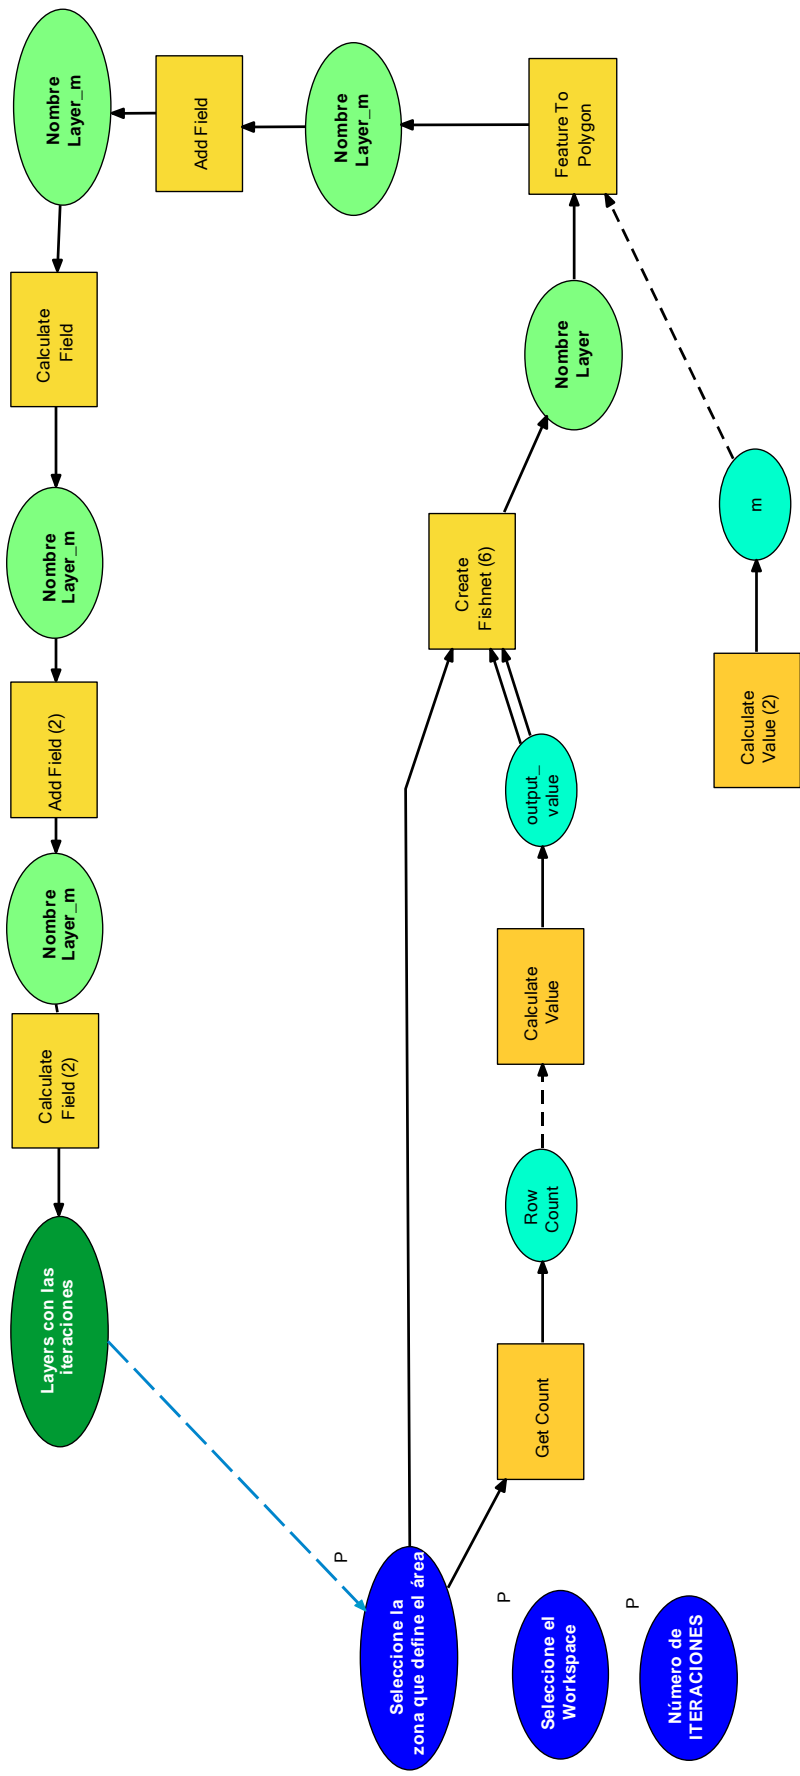 Layers con las
iteraciones
Calculate
Field (2)
Nombre
Layer_m
Add Field (2)
Nombre
Layer_m
Calculate
Field
Nombre
Layer_m
Add Field
Nombre
Layer_m
Feature To
Polygon
Nombre
Layer
Create
Fishnet (6)
P
Seleccione la
zona que define el área
Get Count
Row
Count
Calculate
Value
output_
value
P
Seleccione el
Workspace
P
Número de
ITERACIONES
Calculate
Value (2)
m